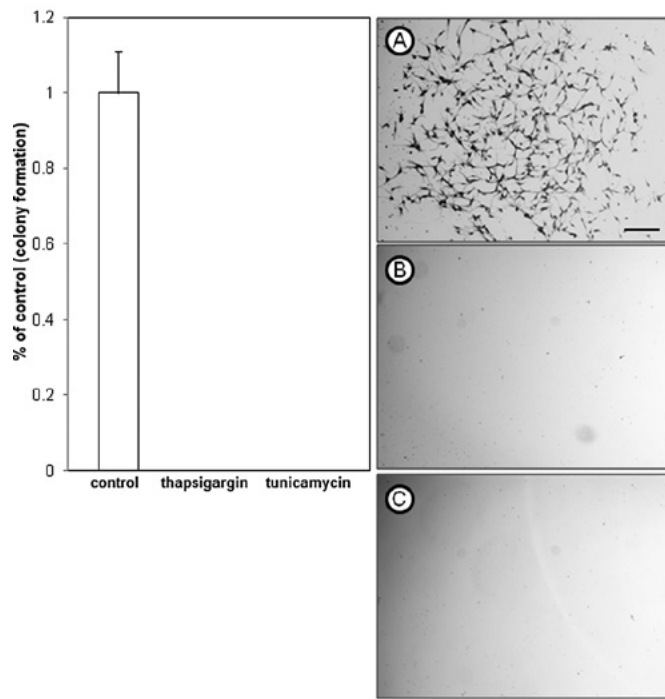 % of control (colony formation)
1.2
1
0.8
0.6
0.4
0.2
0
control thapsigargin tunicamycin
A
B
C